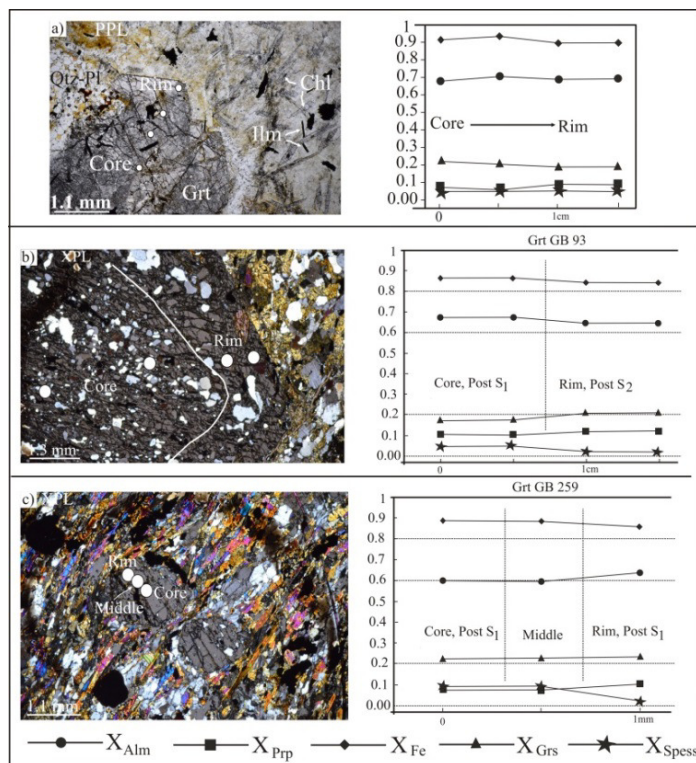 a)
PPL
Qtz-Pl
Rim
Core
Grt
Chl
Ilm
1.1 mm
1
0.9
0.8
0.7
0.6
0.5
0.4
0.3
0.2
0.1
0.00
Core
Rim
0
1cm
b)
XPL
Core
Rim
Grt GB 93
1
0.9
0.8
0.7
0.6
0.5
0.4
0.3
0.2
0.1
0.00
Core, Post S1
Rim, Post S2
0
1cm
c)
XPL
Rim
Middle
Core
1.1 mm
Grt GB 259
1
0.9
0.8
0.7
0.6
0.5
0.4
0.3
0.2
0.1
0.00
Core, Post S1
Middle
Rim, Post S1
0
1mm
XAlm XPrp XFe XGrs XSpess